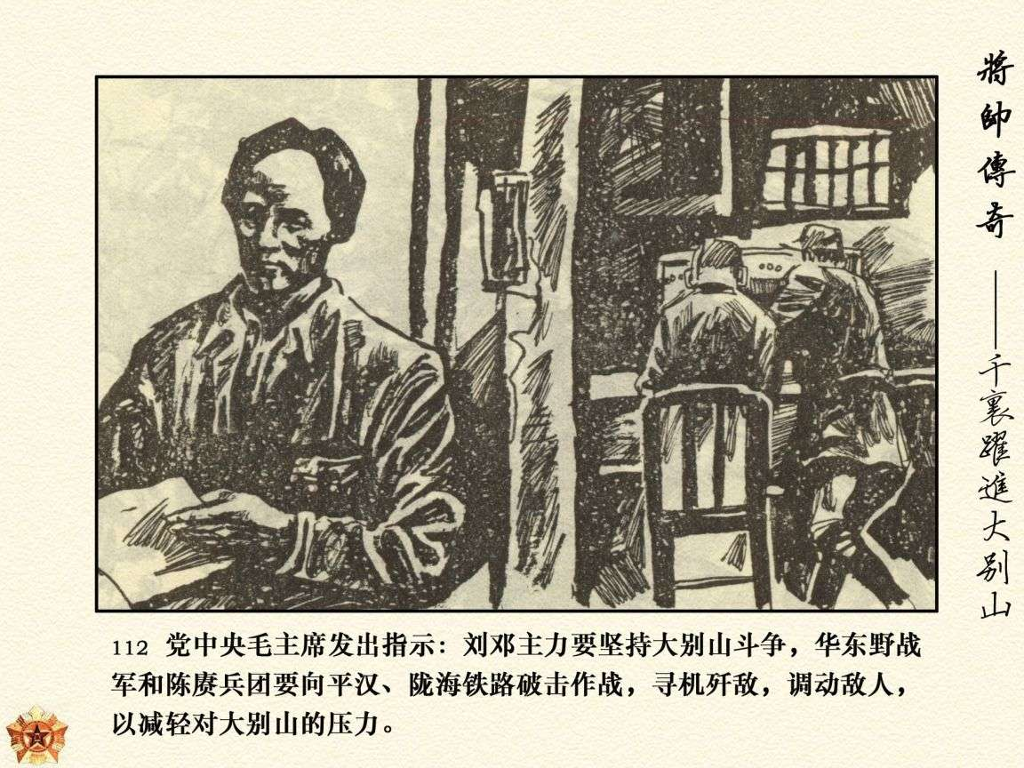 將帥傳奇
——千裏躍進大别山
112 党中央毛主席发出指示：刘邓主力要坚持大别山斗争，华东野战
军和陈赓兵团要向平汉、陇海铁路破击作战，寻机歼敌，调动敌人，
以减轻对大别山的压力。